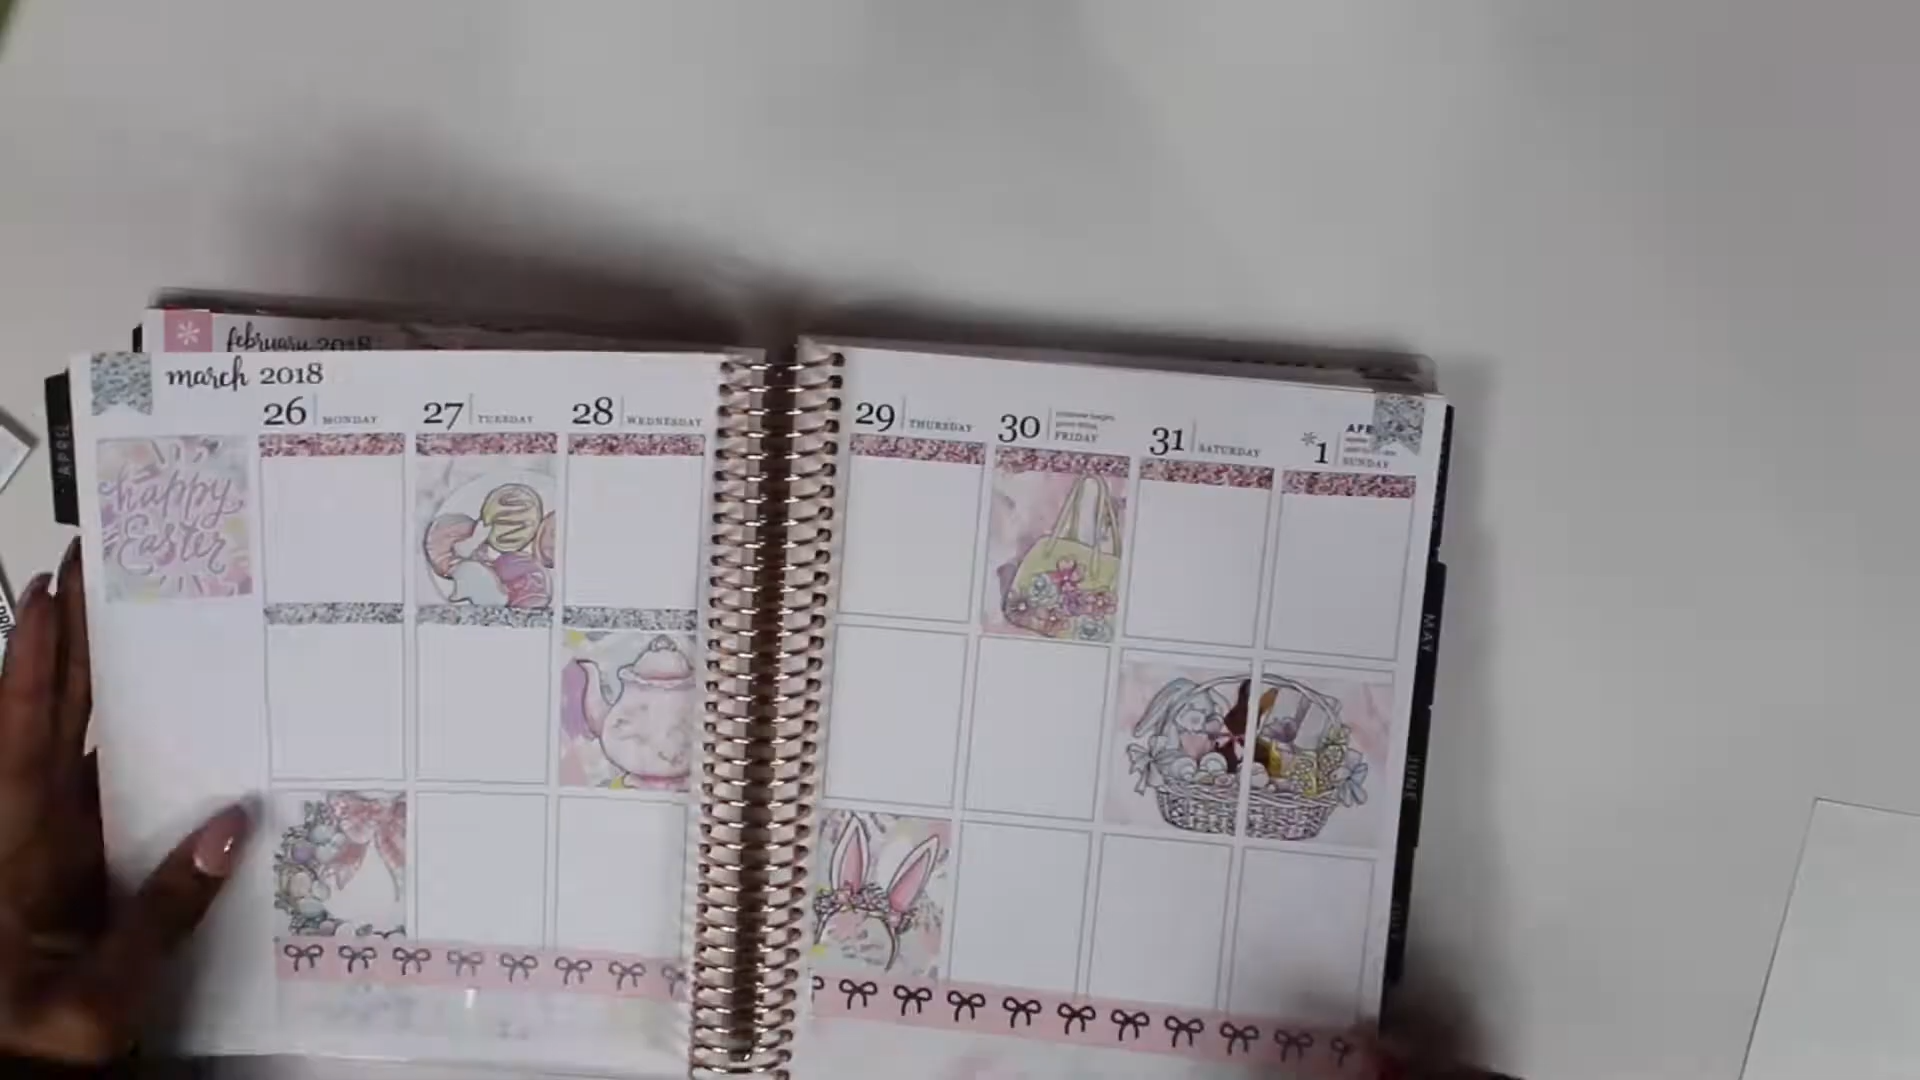 february 2018
march 2018
26 MONDAY
27 TUESDAY
28 WEDNESDAY
29 THURSDAY
30 FRIDAY
31 SATURDAY
*1 SUNDAY
happy
Easter
APRIL
MAY
JUNE